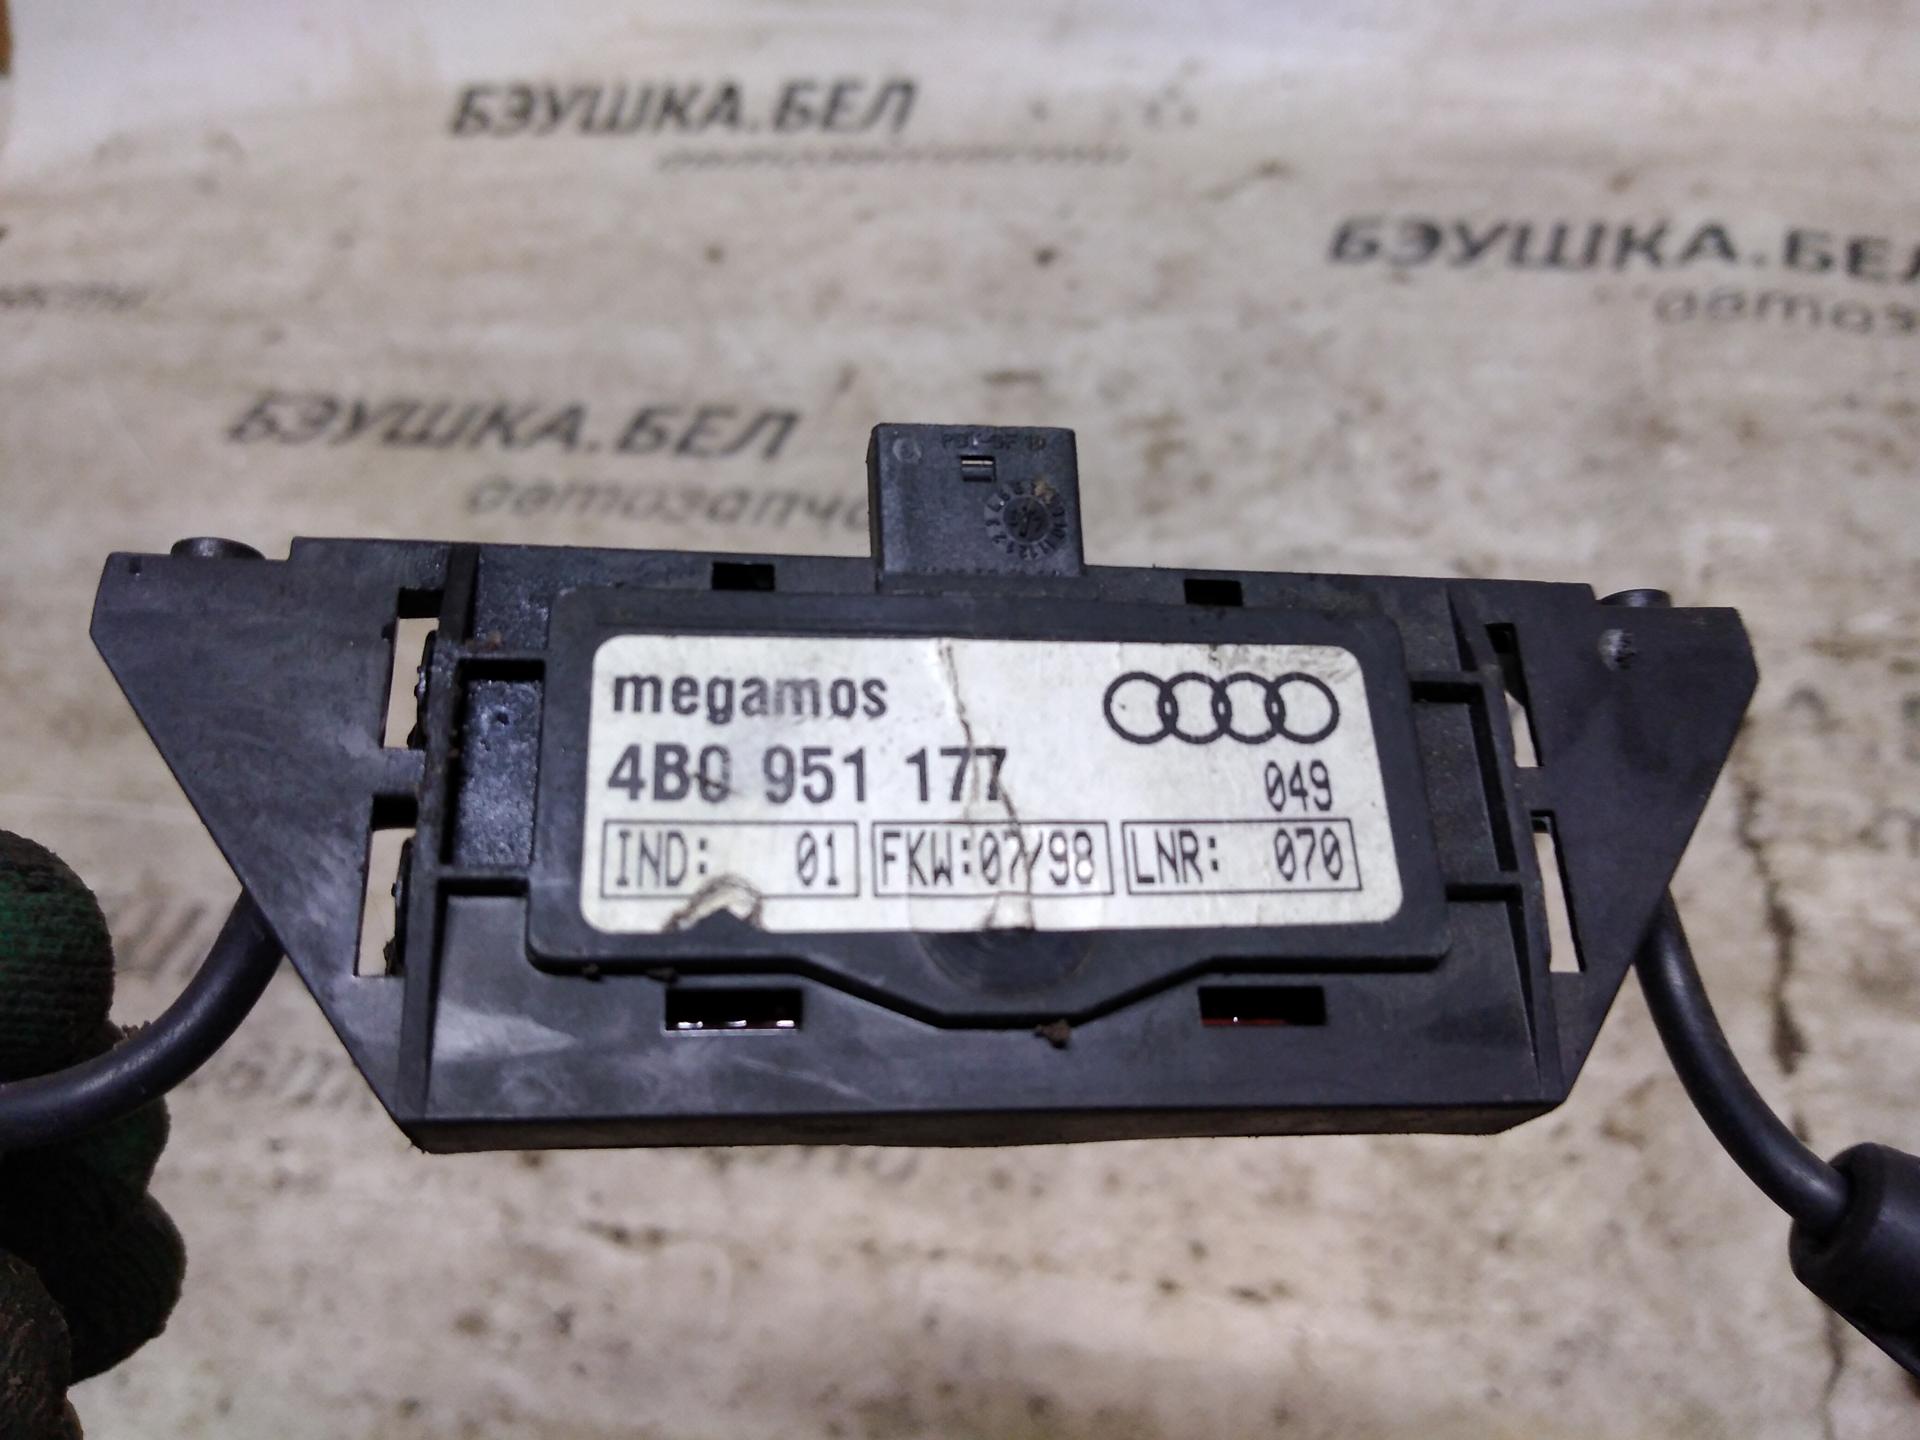 БЭУШКА.БЕЛ
БЭУШКА.БЕЛ
БЭУШКА.БЕЛ
megamos
4B0 951 177
049
IND: 01
FKW:07/98
LNR: 070